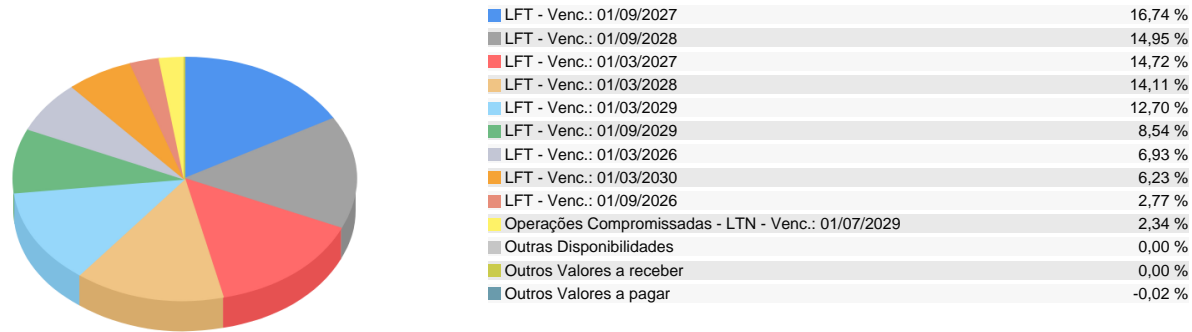 LFT - Venc.: 01/09/2027 16,74 %
LFT - Venc.: 01/09/2028 14,95 %
LFT - Venc.: 01/03/2027 14,72 %
LFT - Venc.: 01/03/2028 14,11 %
LFT - Venc.: 01/03/2029 12,70 %
LFT - Venc.: 01/09/2029 8,54 %
LFT - Venc.: 01/03/2026 6,93 %
LFT - Venc.: 01/03/2030 6,23 %
LFT - Venc.: 01/09/2026 2,77 %
Operações Compromissadas - LTN - Venc.: 01/07/2029 2,34 %
Outras Disponibilidades 0,00 %
Outros Valores a receber 0,00 %
Outros Valores a pagar -0,02 %